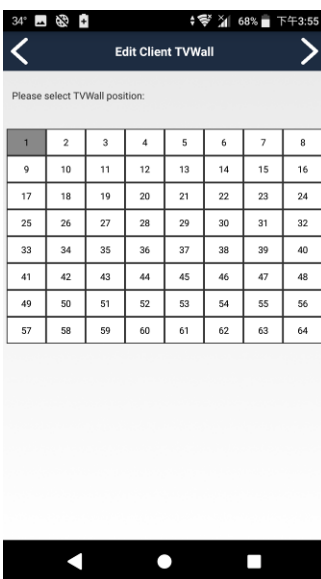 34° 68% 下午3:55
Edit Client TVWall
Please select TVWall position:
1 2 3 4 5 6 7 8
9 10 11 12 13 14 15 16
17 18 19 20 21 22 23 24
25 26 27 28 29 30 31 32
33 34 35 36 37 38 39 40
41 42 43 44 45 46 47 48
49 50 51 52 53 54 55 56
57 58 59 60 61 62 63 64